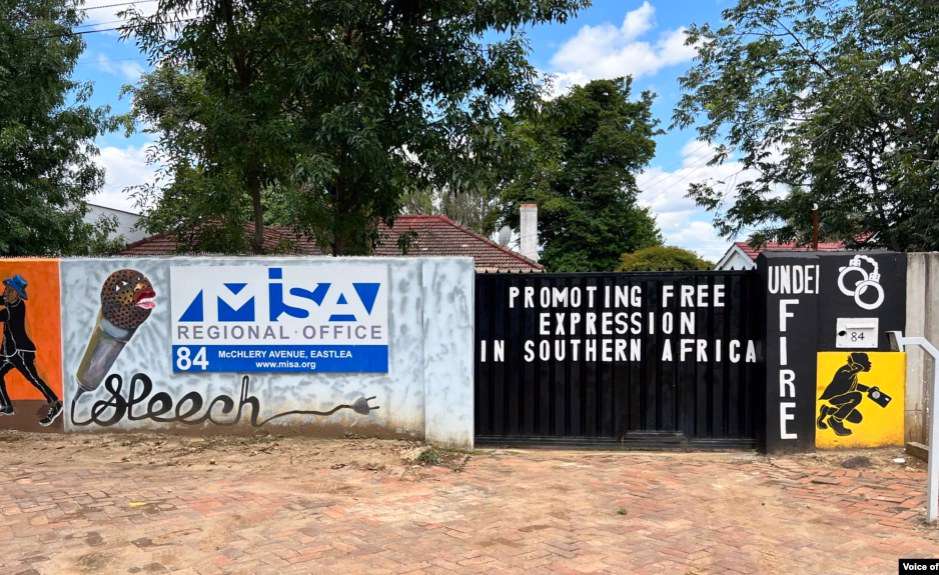 MISA
REGIONAL · OFFICE
84 McCHLERY AVENUE, EASTLEA
www.misa.org
Speech
PROMOTING FREE
EXPRESSION
IN SOUTHERN AFRICA
UNDER
FIRE
84
Voice of